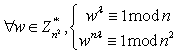 ∀w ∈ Z*_{n²}, { w^λ ≡ 1 mod n
w^{nλ} ≡ 1 mod n²